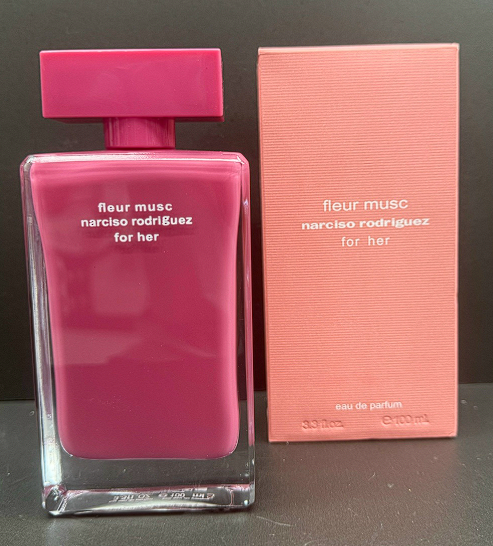 fleur musc
narciso rodriguez
for her
fleur musc
narciso rodriguez
for her
eau de parfum
3.3 fl.oz. e 100 ml